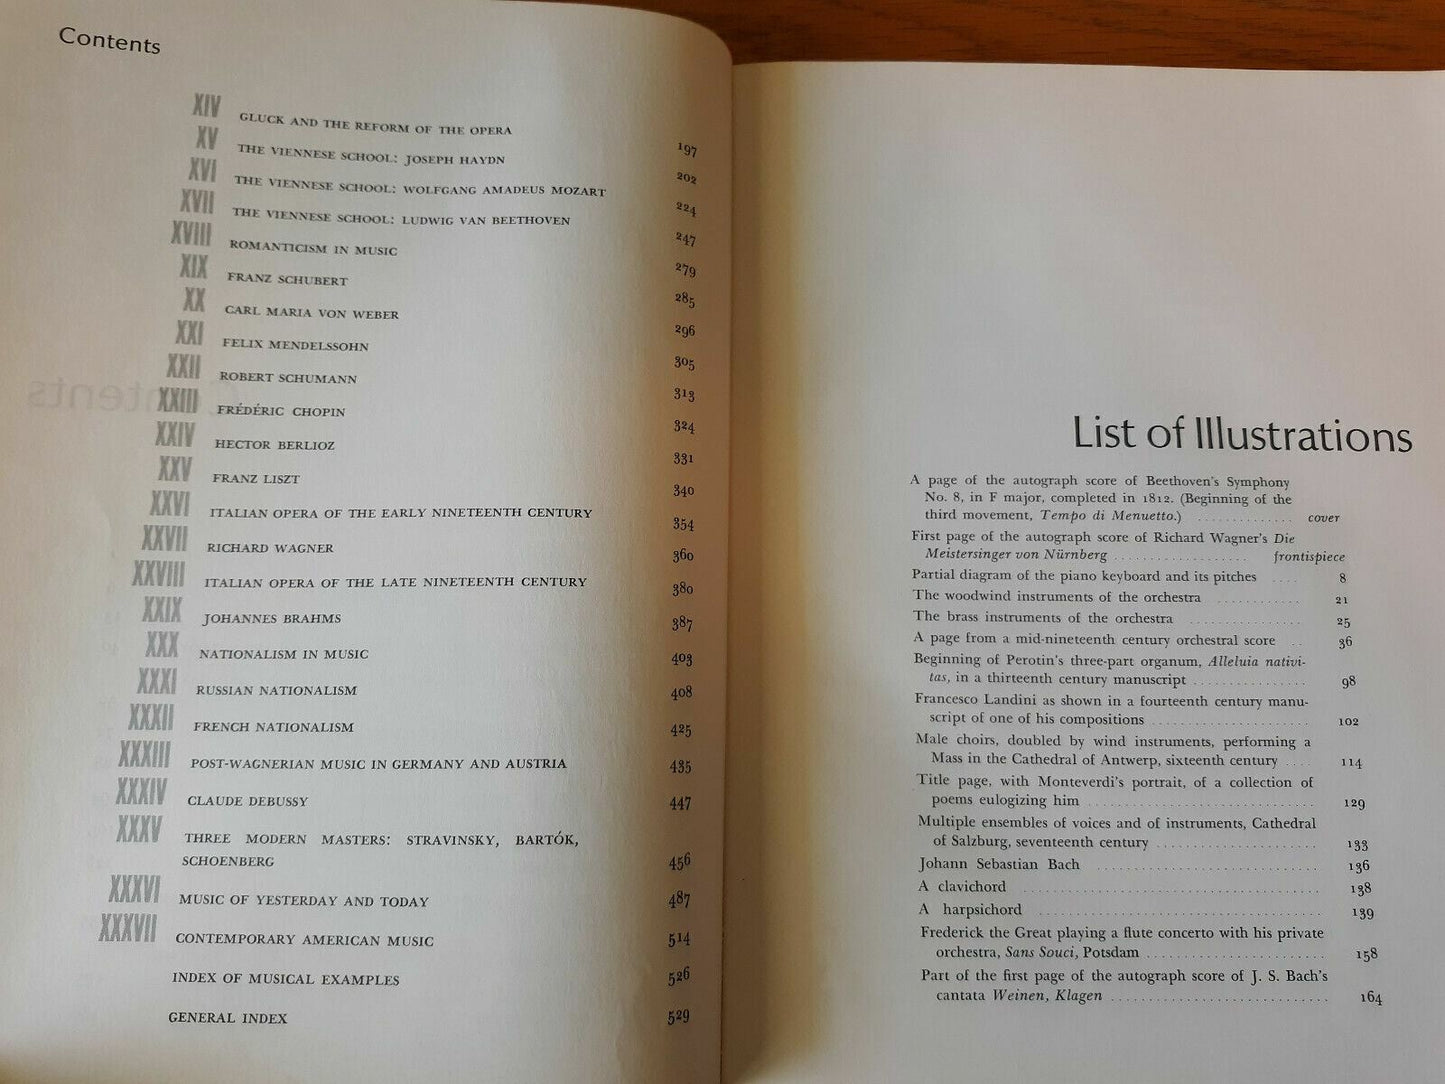 Contents
XIV GLUCK AND THE REFORM OF THE OPERA 197
XV THE VIENNESE SCHOOL: JOSEPH HAYDN 202
XVI THE VIENNESE SCHOOL: WOLFGANG AMADEUS MOZART 224
XVII THE VIENNESE SCHOOL: LUDWIG VAN BEETHOVEN 247
XVIII ROMANTICISM IN MUSIC 279
XIX FRANZ SCHUBERT 285
XX CARL MARIA VON WEBER 296
XXI FELIX MENDELSSOHN 305
XXII ROBERT SCHUMANN 313
XXIII FRÉDÉRIC CHOPIN 324
XXIV HECTOR BERLIOZ 331
XXV FRANZ LISZT 340
XXVI ITALIAN OPERA OF THE EARLY NINETEENTH CENTURY 354
XXVII RICHARD WAGNER 360
XXVIII ITALIAN OPERA OF THE LATE NINETEENTH CENTURY 380
XXIX JOHANNES BRAHMS 387
XXX NATIONALISM IN MUSIC 403
XXXI RUSSIAN NATIONALISM 408
XXXII FRENCH NATIONALISM 425
XXXIII POST-WAGNERIAN MUSIC IN GERMANY AND AUSTRIA 435
XXXIV CLAUDE DEBUSSY 447
XXXV THREE MODERN MASTERS: STRAVINSKY, BARTÓK,
SCHOENBERG 456
XXXVI MUSIC OF YESTERDAY AND TODAY 487
XXXVII CONTEMPORARY AMERICAN MUSIC 514
INDEX OF MUSICAL EXAMPLES 526
GENERAL INDEX 529
List of Illustrations
A page of the autograph score of Beethoven's Symphony
No. 8, in F major, completed in 1812. (Beginning of the
third movement, Tempo di Menuetto.) .............. cover
First page of the autograph score of Richard Wagner's Die
Meistersinger von Nürnberg .................... frontispiece
Partial diagram of the piano keyboard and its pitches .... 8
The woodwind instruments of the orchestra ............ 21
The brass instruments of the orchestra ................ 25
A page from a mid-nineteenth century orchestral score .. 36
Beginning of Perotin's three-part organum, Alleluia nativi-
tas, in a thirteenth century manuscript ................ 98
Francesco Landini as shown in a fourteenth century manu-
script of one of his compositions ...................... 102
Male choirs, doubled by wind instruments, performing a
Mass in the Cathedral of Antwerp, sixteenth century .... 114
Title page, with Monteverdi's portrait, of a collection of
poems eulogizing him .............................. 129
Multiple ensembles of voices and of instruments, Cathedral
of Salzburg, seventeenth century ...................... 133
Johann Sebastian Bach .............................. 136
A clavichord ........................................ 138
A harpsichord ...................................... 139
Frederick the Great playing a flute concerto with his private
orchestra, Sans Souci, Potsdam ........................ 158
Part of the first page of the autograph score of J. S. Bach's
cantata Weinen, Klagen .............................. 164